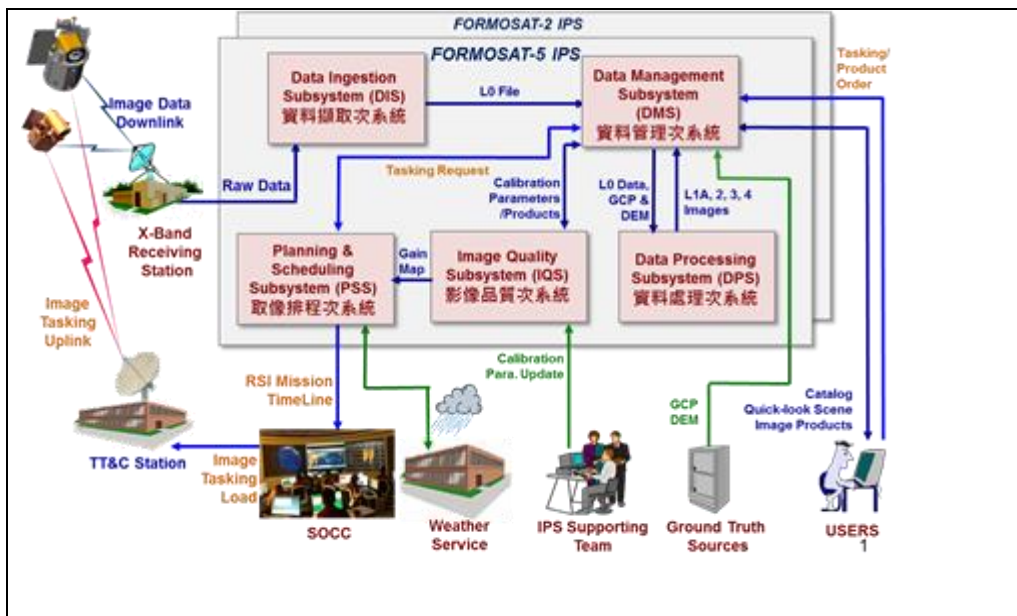 FORMOSAT-2 IPS
FORMOSAT-5 IPS
Tasking/
Product
Order
Data Ingestion
Subsystem (DIS)
資料擷取次系統
L0 File
Data Management
Subsystem
(DMS)
資料管理次系統
Image Data
Downlink
Raw Data
X-Band
Receiving
Station
Tasking Request
Calibration
Parameters
/Products
L0 Data,
GCP &
DEM
L1A, 2, 3, 4
Images
Planning &
Scheduling
Subsystem (PSS)
取像排程次系統
Gain
Map
Image Quality
Subsystem (IQS)
影像品質次系統
Data Processing
Subsystem (DPS)
資料處理次系統
Image
Tasking
Uplink
RSI Mission
TimeLine
Calibration
Para. Update
GCP
DEM
Catalog
Quick-look Scene
Image Products
TT&C Station
Image
Tasking
Load
SOCC
Weather
Service
IPS Supporting
Team
Ground Truth
Sources
USERS
1